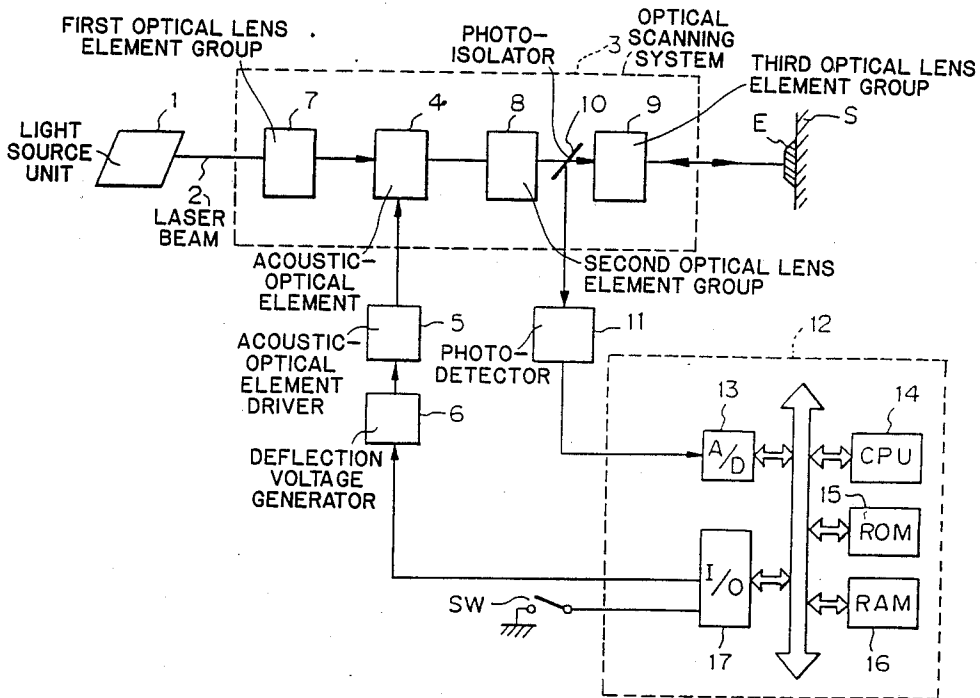 FIRST OPTICAL LENS
ELEMENT GROUP
PHOTO-
ISOLATOR
3
OPTICAL
SCANNING
SYSTEM
THIRD OPTICAL LENS
ELEMENT GROUP
1
7
4
8
10
9
E
S
LIGHT
SOURCE
UNIT
2
LASER
BEAM
ACOUSTIC-
OPTICAL
ELEMENT
SECOND OPTICAL LENS
ELEMENT GROUP
5
ACOUSTIC-
OPTICAL
ELEMENT
DRIVER
11
PHOTO-
DETECTOR
12
6
DEFLECTION
VOLTAGE
GENERATOR
13
A/D
14
CPU
15
ROM
I/O
17
RAM
16
SW